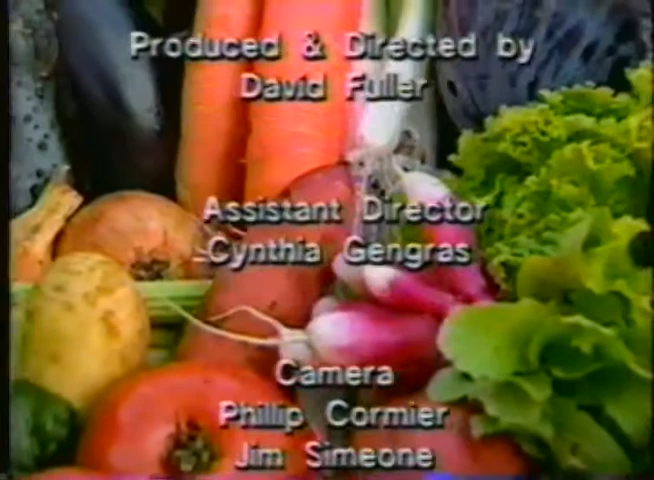 Produced & Directed by
David Fuller
Assistant Director
Cynthia Gengras
Camera
Phillip Cormier
Jim Simeone